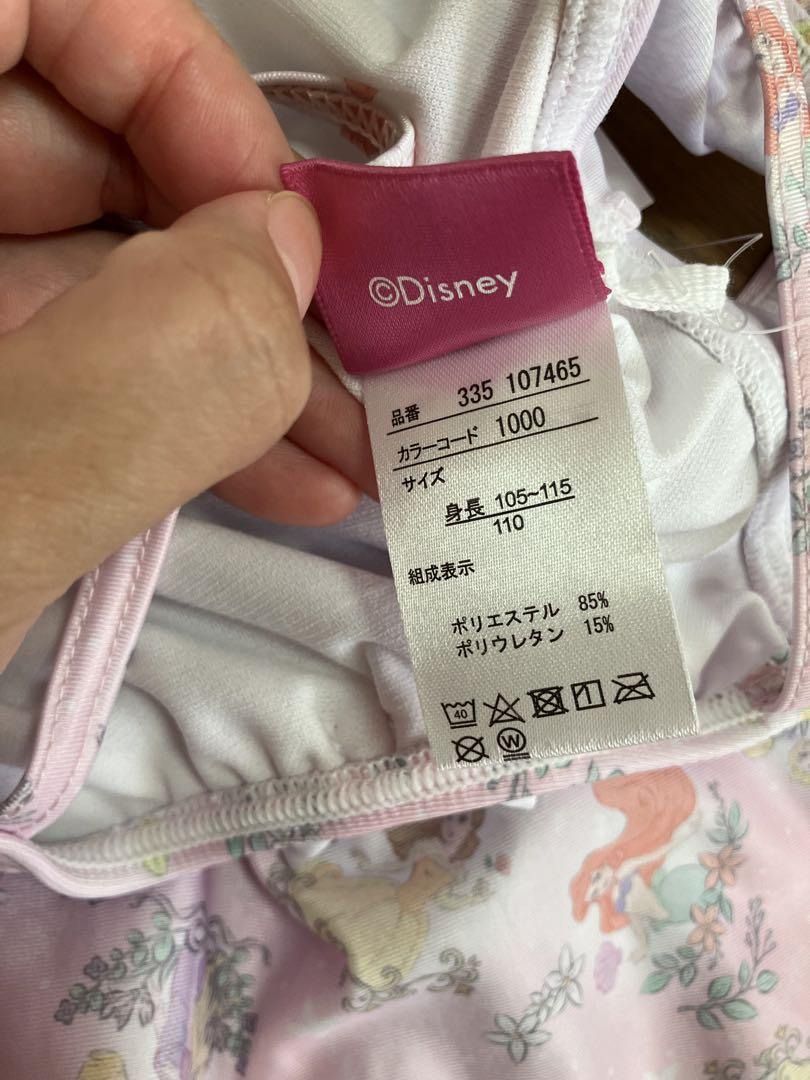 ©Disney
品番 335 107465
カラーコード 1000
サイズ
身長 105~115
110
組成表示
ポリエステル 85%
ポリウレタン 15%
40
W